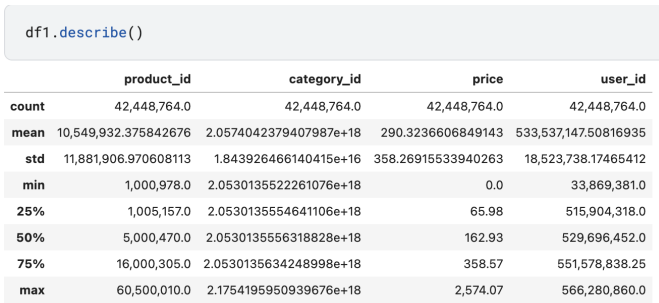 df1.describe()
product_id category_id price user_id
count 42,448,764.0 42,448,764.0 42,448,764.0 42,448,764.0
mean 10,549,932.375842676 2.0574042379407987e+18 290.3236606849143 533,537,147.50816935
std 11,881,906.970608113 1.843926466140415e+16 358.26915533940263 18,523,738.17465412
min 1,000,978.0 2.0530135522261076e+18 0.0 33,869,381.0
25% 1,005,157.0 2.0530135554641106e+18 65.98 515,904,318.0
50% 5,000,470.0 2.0530135556318828e+18 162.93 529,696,452.0
75% 16,000,305.0 2.0530135634248998e+18 358.57 551,578,838.25
max 60,500,010.0 2.1754195950939676e+18 2,574.07 566,280,860.0